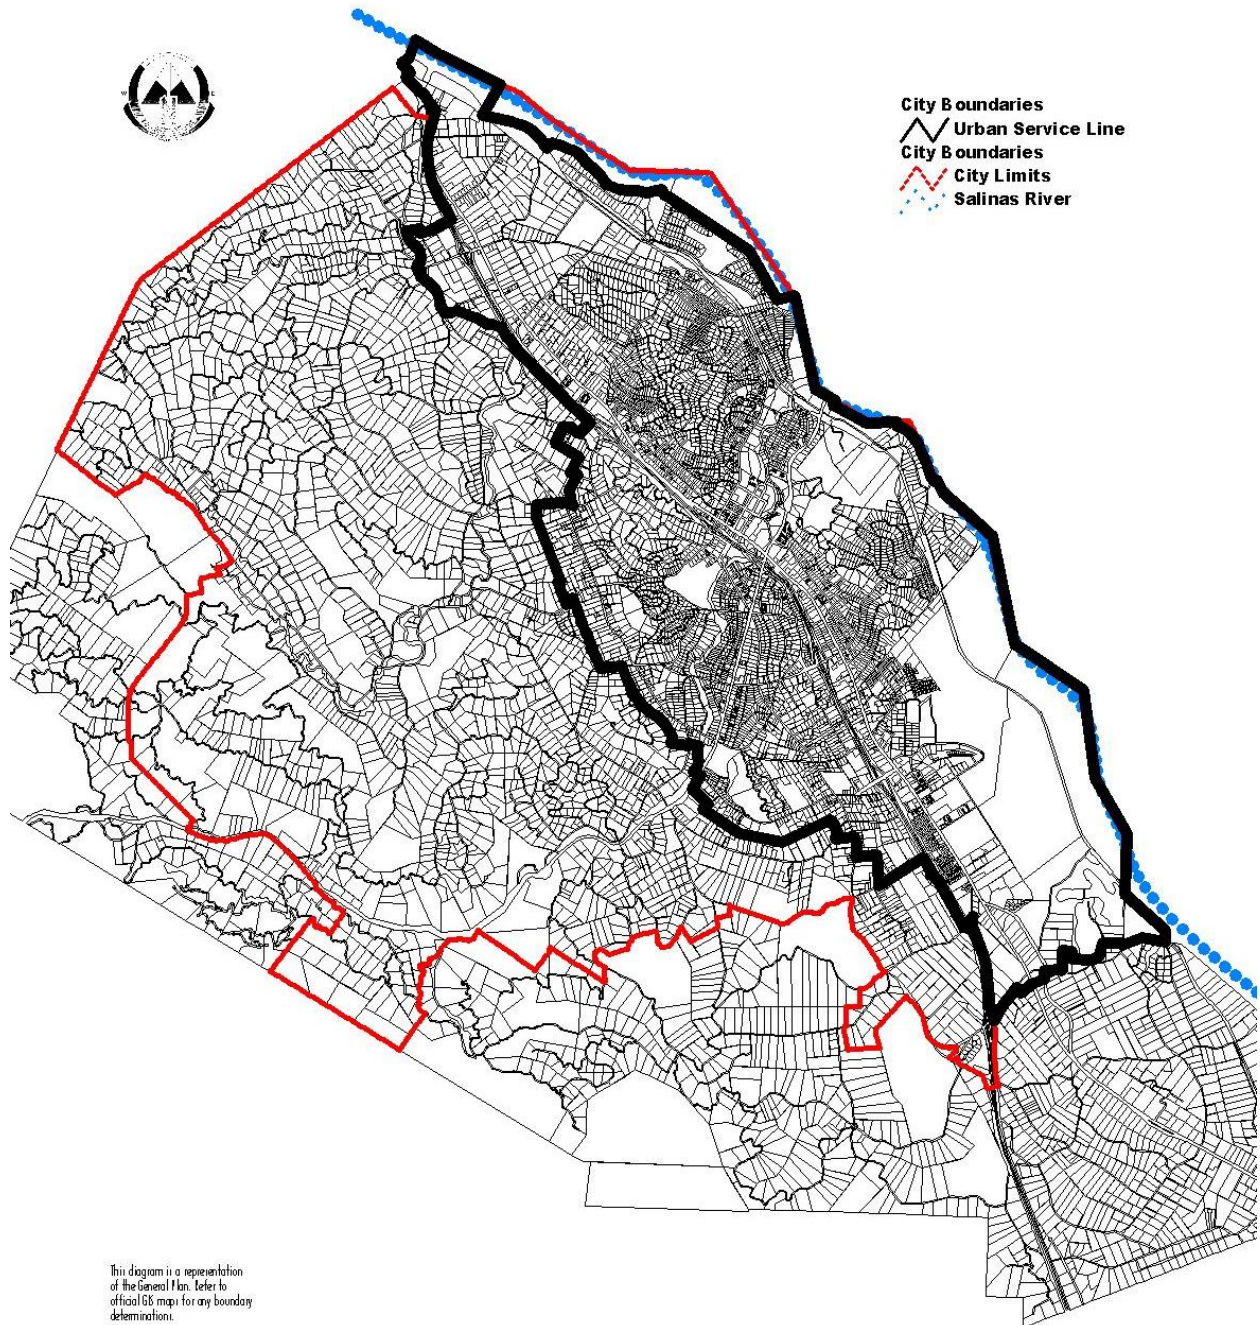 City Boundaries
Urban Service Line
City Boundaries
City Limits
Salinas River
This diagram is a representation
of the General Plan. Refer to
official GIS maps for any boundary
determinations.